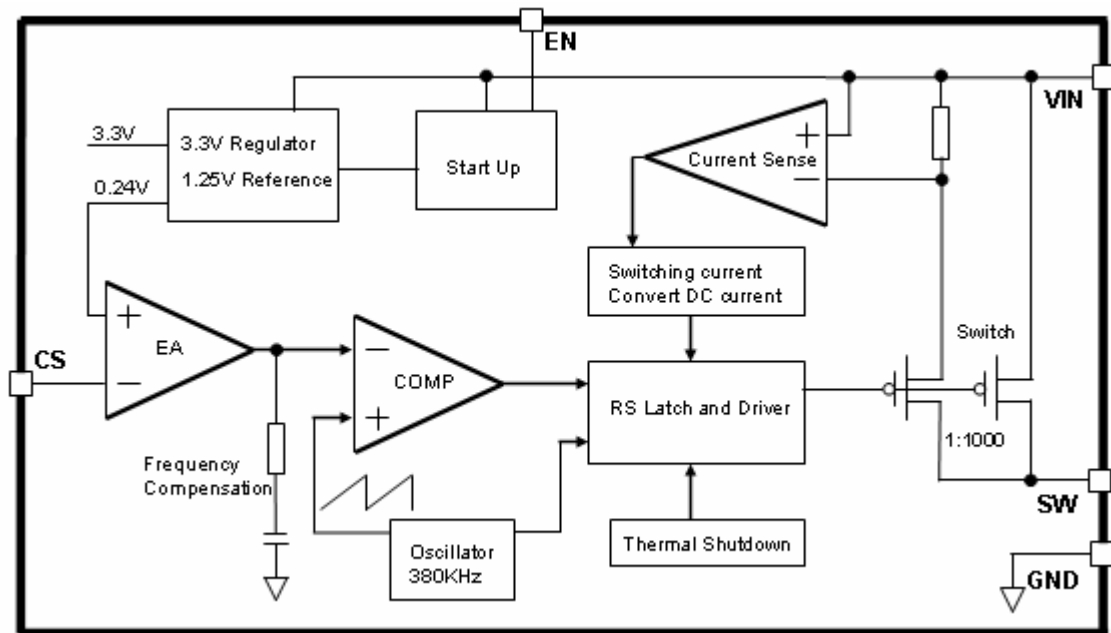 EN
VIN
3.3V
3.3V Regulator
1.25V Reference
0.24V
Start Up
+
Current Sense
−
Switching current
Convert DC current
Switch
CS
+
EA
−
−
COMP
+
RS Latch and Driver
1:1000
Frequency
Compensation
SW
Oscillator
380KHz
Thermal Shutdown
GND